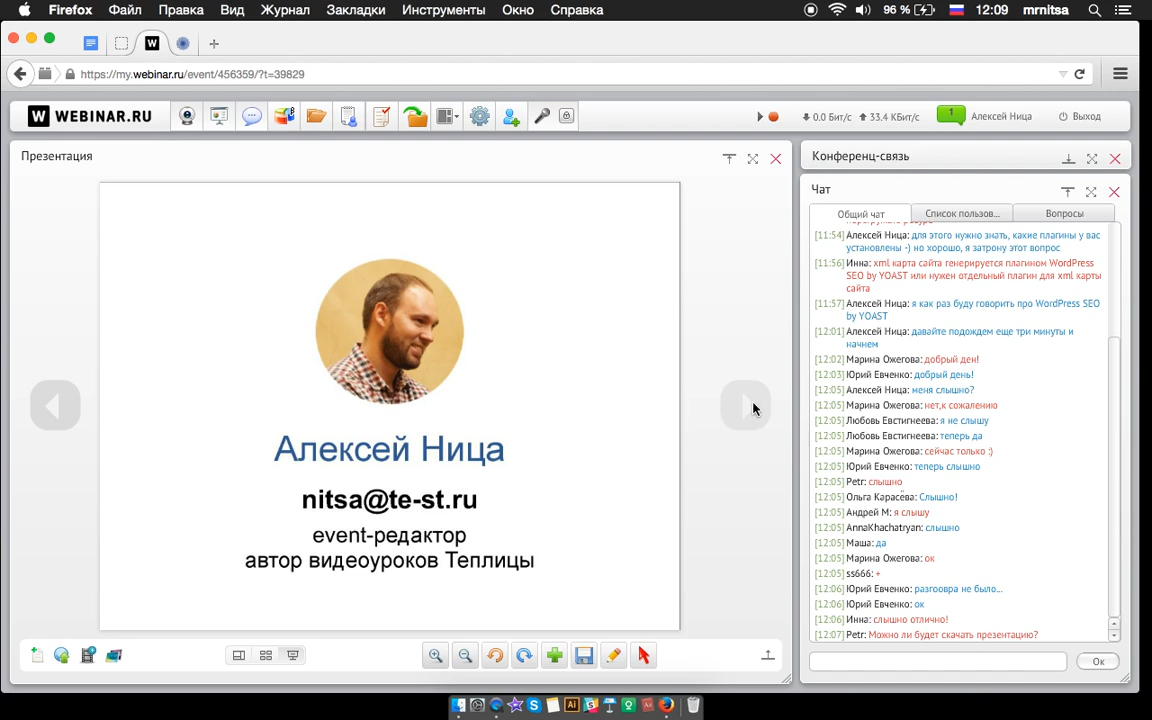 Firefox Файл Правка Вид Журнал Закладки Инструменты Окно Справка 96 % 12:09 mrnitsa
W
https://my.webinar.ru/event/456359/?t=39829
W WEBINAR.RU 0.0 Бит/с 33.4 КБит/с 1 Алексей Ница Выход
Презентация
Алексей Ница
nitsa@te-st.ru
event-редактор
автор видеоуроков Теплицы
Конференц-связь
Чат
Общий чат Список пользов... Вопросы
[11:54] Алексей Ница: для этого нужно знать, какие плагины у вас
установлены -) но хорошо, я затрону этот вопрос
[11:56] Инна: xml карта сайта генерируется плагином WordPress
SEO by YOAST или нужен отдельный плагин для xml карты
сайта
[11:57] Алексей Ница: я как раз буду говорить про WordPress SEO
by YOAST
[12:01] Алексей Ница: давайте подождем еще три минуты и
начнем
[12:02] Марина Ожегова: добрый ден!
[12:03] Юрий Евченко: добрый день!
[12:05] Алексей Ница: меня слышно?
[12:05] Марина Ожегова: нет,к сожалению
[12:05] Любовь Евстигнеева: я не слышу
[12:05] Любовь Евстигнеева: теперь да
[12:05] Марина Ожегова: сейчас только :)
[12:05] Юрий Евченко: теперь слышно
[12:05] Petr: слышно
[12:05] Ольга Карасёва: Слышно!
[12:05] Андрей М: я слышу
[12:05] AnnaKhachatryan: слышно
[12:05] Маша: да
[12:05] Марина Ожегова: ок
[12:05] ss666: +
[12:06] Юрий Евченко: разгоовра не было...
[12:06] Юрий Евченко: ок
[12:06] Инна: слышно отлично!
[12:07] Petr: Можно ли будет скачать презентацию?
Ок